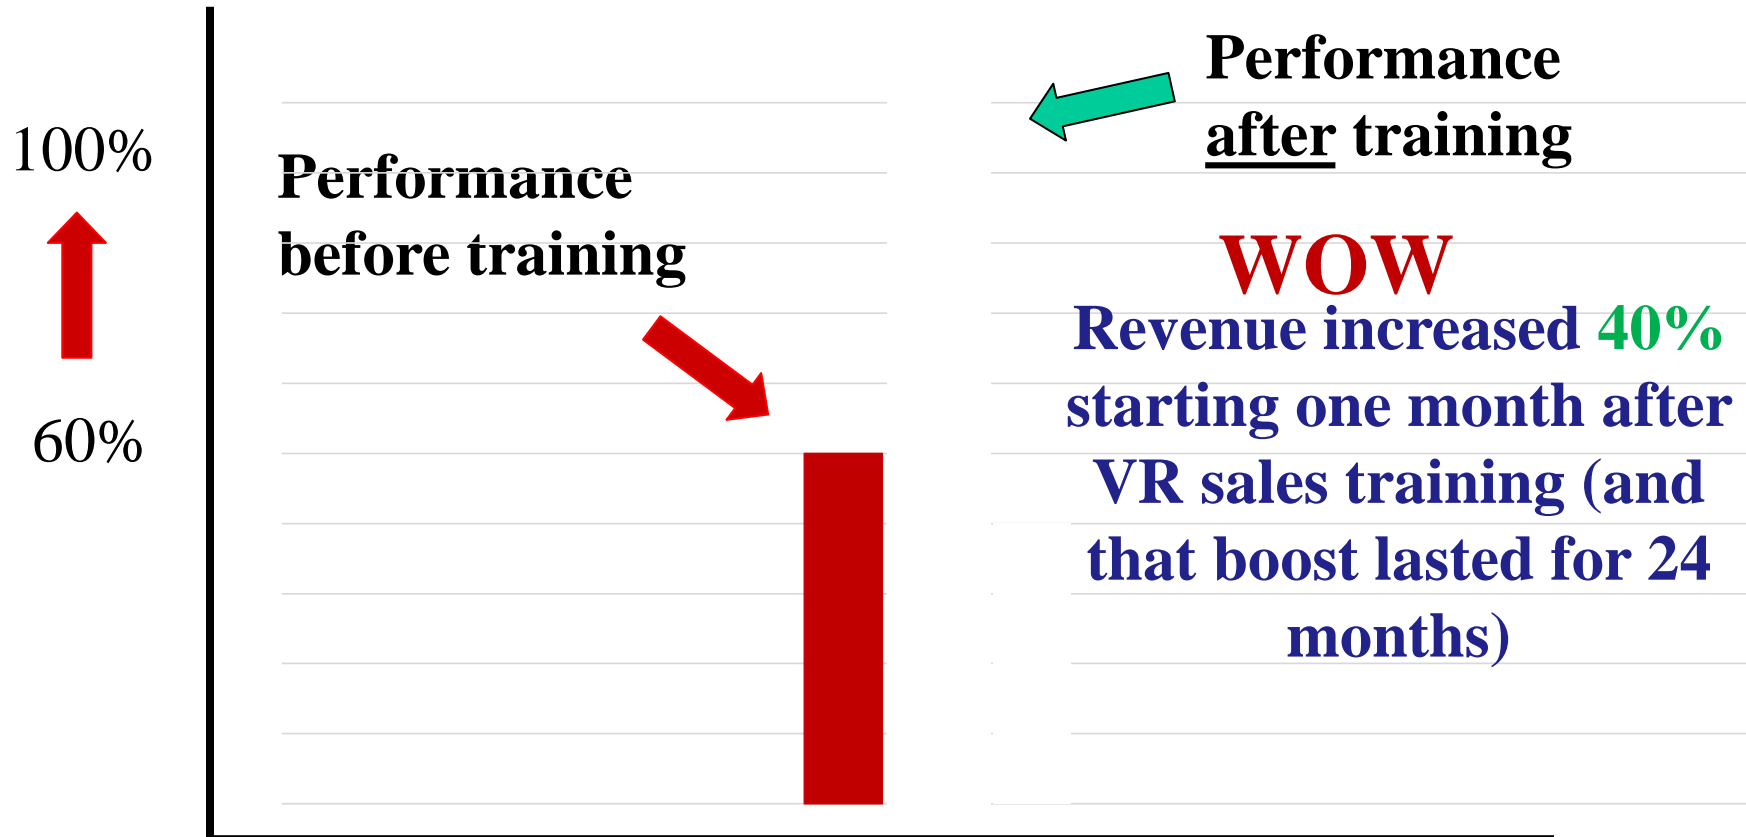 100%
60%
Performance
before training
Performance
after training
WOW
Revenue increased 40%
starting one month after
VR sales training (and
that boost lasted for 24
months)